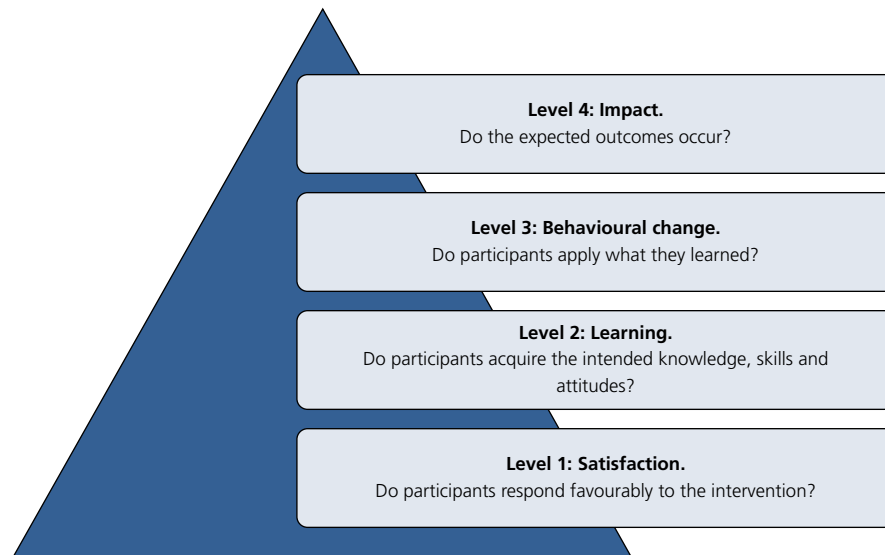 Level 4: Impact.
Do the expected outcomes occur?
Level 3: Behavioural change.
Do participants apply what they learned?
Level 2: Learning.
Do participants acquire the intended knowledge, skills and
attitudes?
Level 1: Satisfaction.
Do participants respond favourably to the intervention?